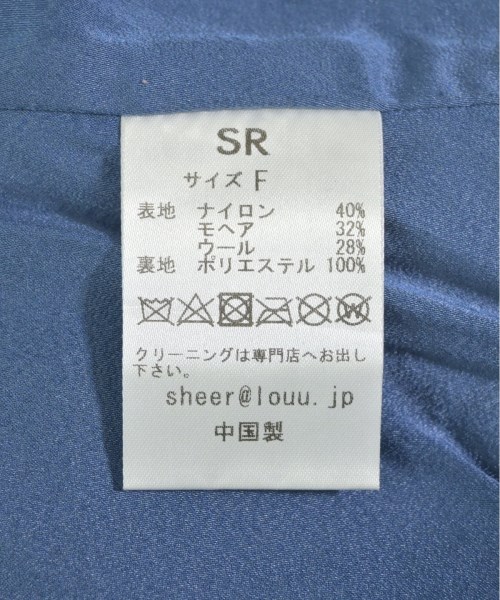 SR
サイズ F
表地 ナイロン 40%
モヘア 32%
ウール 28%
裏地 ポリエステル 100%
W
クリーニングは専門店へお出し
下さい。
sheer@louu.jp
中国製